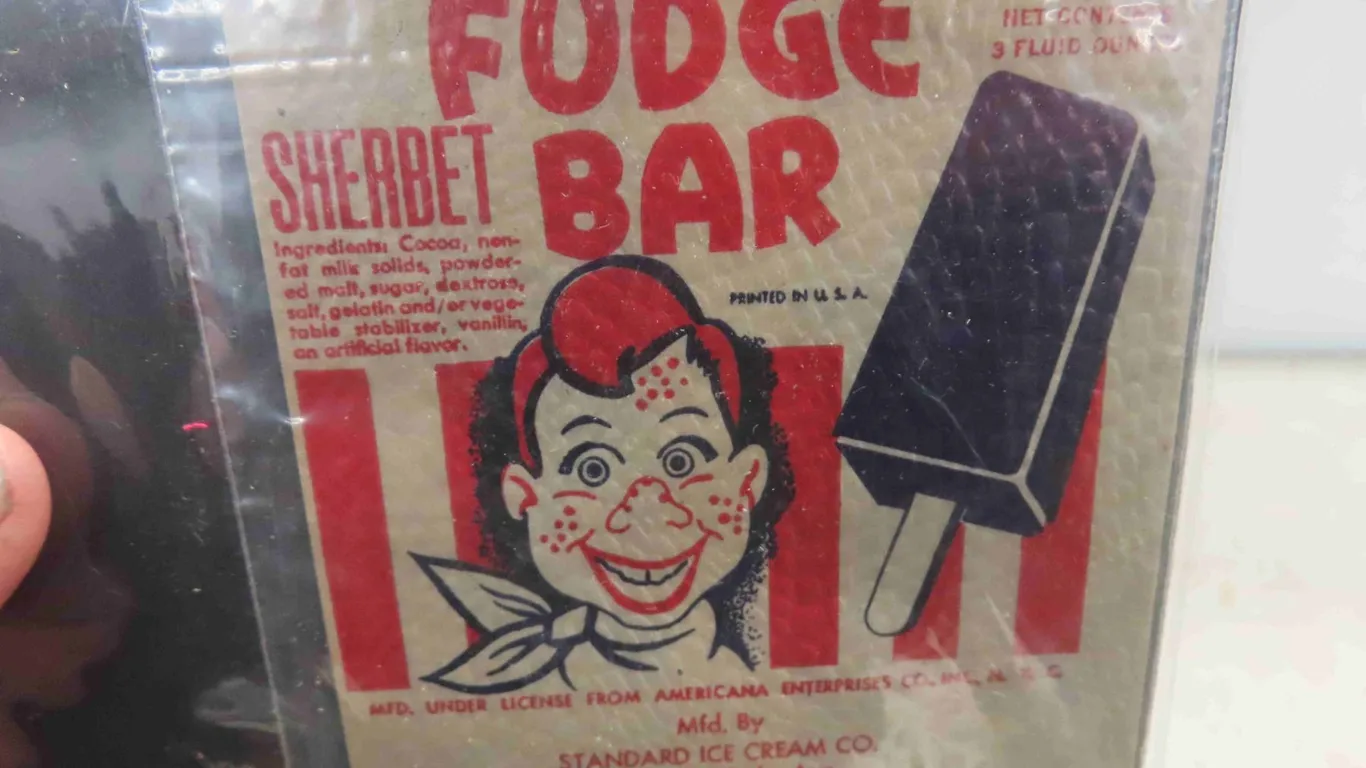 FUDGE
BAR
NET CONTENTS
3 FLUID OUNCES
SHERBET
Ingredients: Cocoa, non-
fat milk solids, powder-
ed malt, sugar, dextrose,
salt, gelatin and/or vege-
table stabilizer, vanillin,
an artificial flavor.
PRINTED IN U. S. A.
MFD. UNDER LICENSE FROM AMERICANA ENTERPRISES CO., INC., N. Y. C.
Mfd. By
STANDARD ICE CREAM CO.